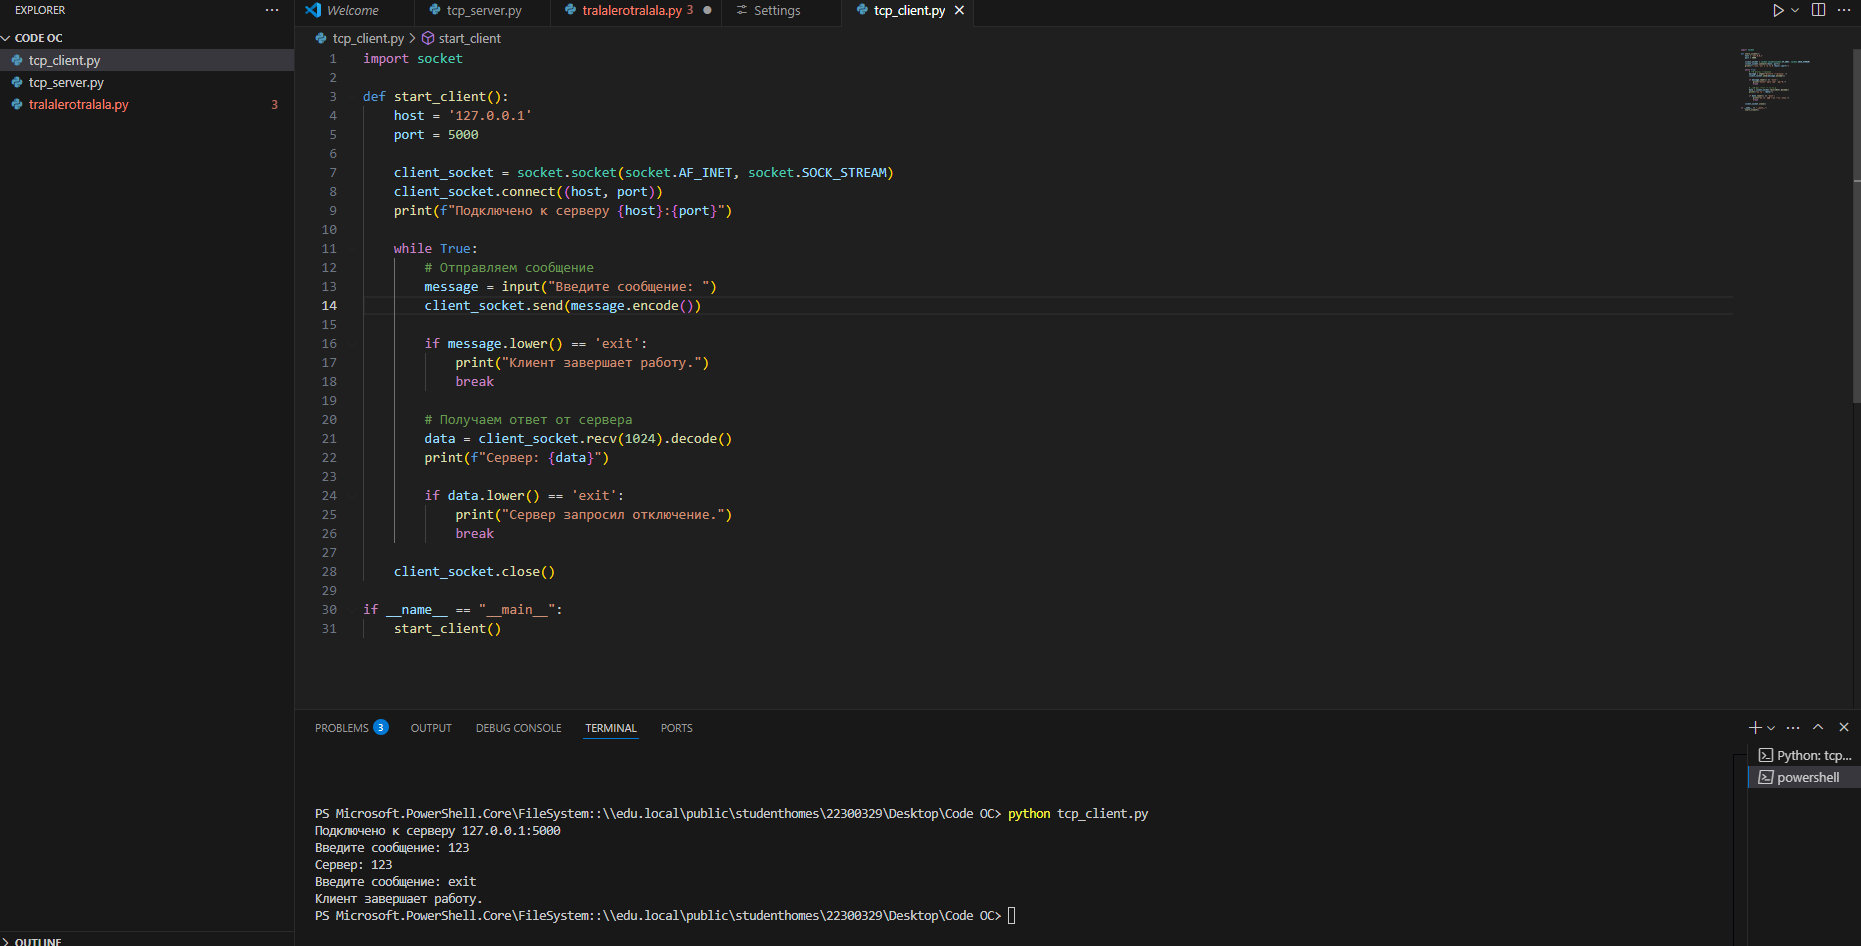 EXPLORER
Welcome
tcp_server.py
tralalerotralala.py 3
Settings
tcp_client.py
CODE OC
tcp_client.py
tcp_server.py
tralalerotralala.py 3
tcp_client.py > start_client
1 import socket
2
3 def start_client():
4 host = '127.0.0.1'
5 port = 5000
6
7 client_socket = socket.socket(socket.AF_INET, socket.SOCK_STREAM)
8 client_socket.connect((host, port))
9 print(f"Подключено к серверу {host}:{port}")
10
11 while True:
12 # Отправляем сообщение
13 message = input("Введите сообщение: ")
14 client_socket.send(message.encode())
15
16 if message.lower() == 'exit':
17 print("Клиент завершает работу.")
18 break
19
20 # Получаем ответ от сервера
21 data = client_socket.recv(1024).decode()
22 print(f"Сервер: {data}")
23
24 if data.lower() == 'exit':
25 print("Сервер запросил отключение.")
26 break
27
28 client_socket.close()
29
30 if __name__ == "__main__":
31 start_client()
PROBLEMS 3
OUTPUT
DEBUG CONSOLE
TERMINAL
PORTS
Python: tcp...
powershell
PS Microsoft.PowerShell.Core\FileSystem::\\edu.local\public\studenthomes\22300329\Desktop\Code OC> python tcp_client.py
Подключено к серверу 127.0.0.1:5000
Введите сообщение: 123
Сервер: 123
Введите сообщение: exit
Клиент завершает работу.
PS Microsoft.PowerShell.Core\FileSystem::\\edu.local\public\studenthomes\22300329\Desktop\Code OC>
OUTLINE